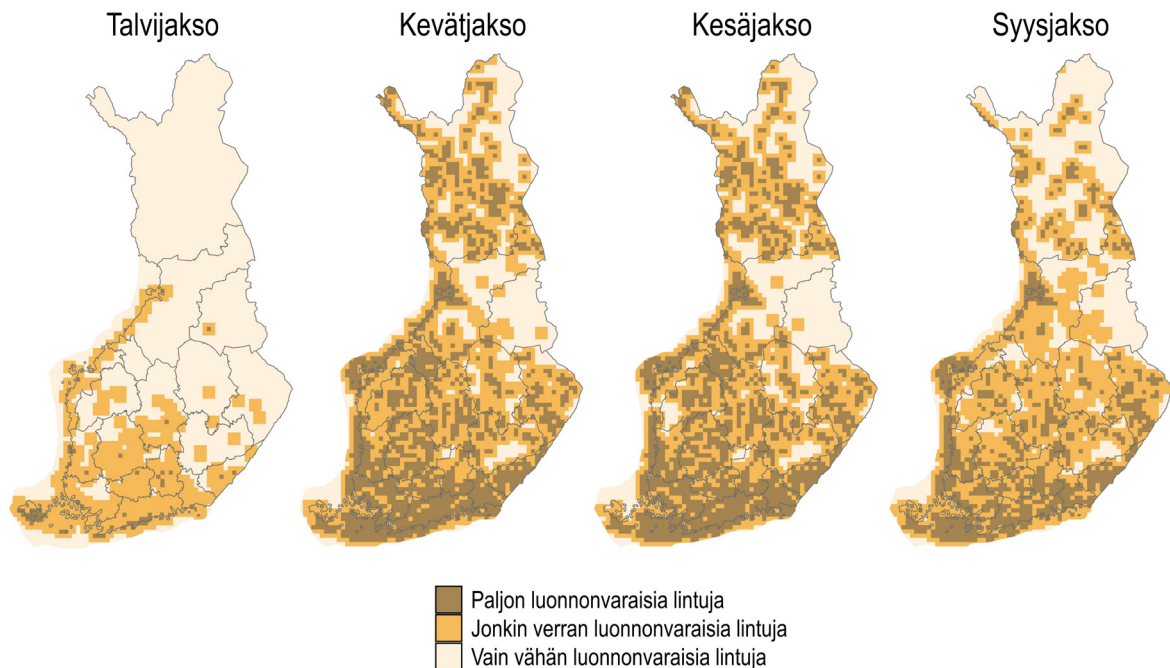 Talvijakso
Kevätjakso
Kesäjakso
Syysjakso
Paljon luonnonvaraisia lintuja
Jonkin verran luonnonvaraisia lintuja
Vain vähän luonnonvaraisia lintuja